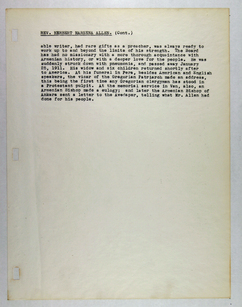 REV. HERBERT MARSENA ALLEN. (Cont.)
able writer, had rare gifts as a preacher, was always ready to
work up to and beyond the limits of his strength. The Board
has had no missionary with a more thorough acquaintance with
Armenian history, or with a deeper love for the people. He was
suddenly struck down with pneumonia, and passed away January
25, 1911. His widow and six children returned shortly after
to America. At his funeral in Pera, besides American and English
speakers, the vicar of the Gregorian Patriarch made an address,
this being the first time any Gregorian clergyman has stood in
a Protestant pulpit. At the memorial service in Van, also, an
Armenian Bishop made a eulogy; and later the Armenian Bishop of
Ankara sent a letter to the Avedaper, telling what Mr. Allen had
done for his people.